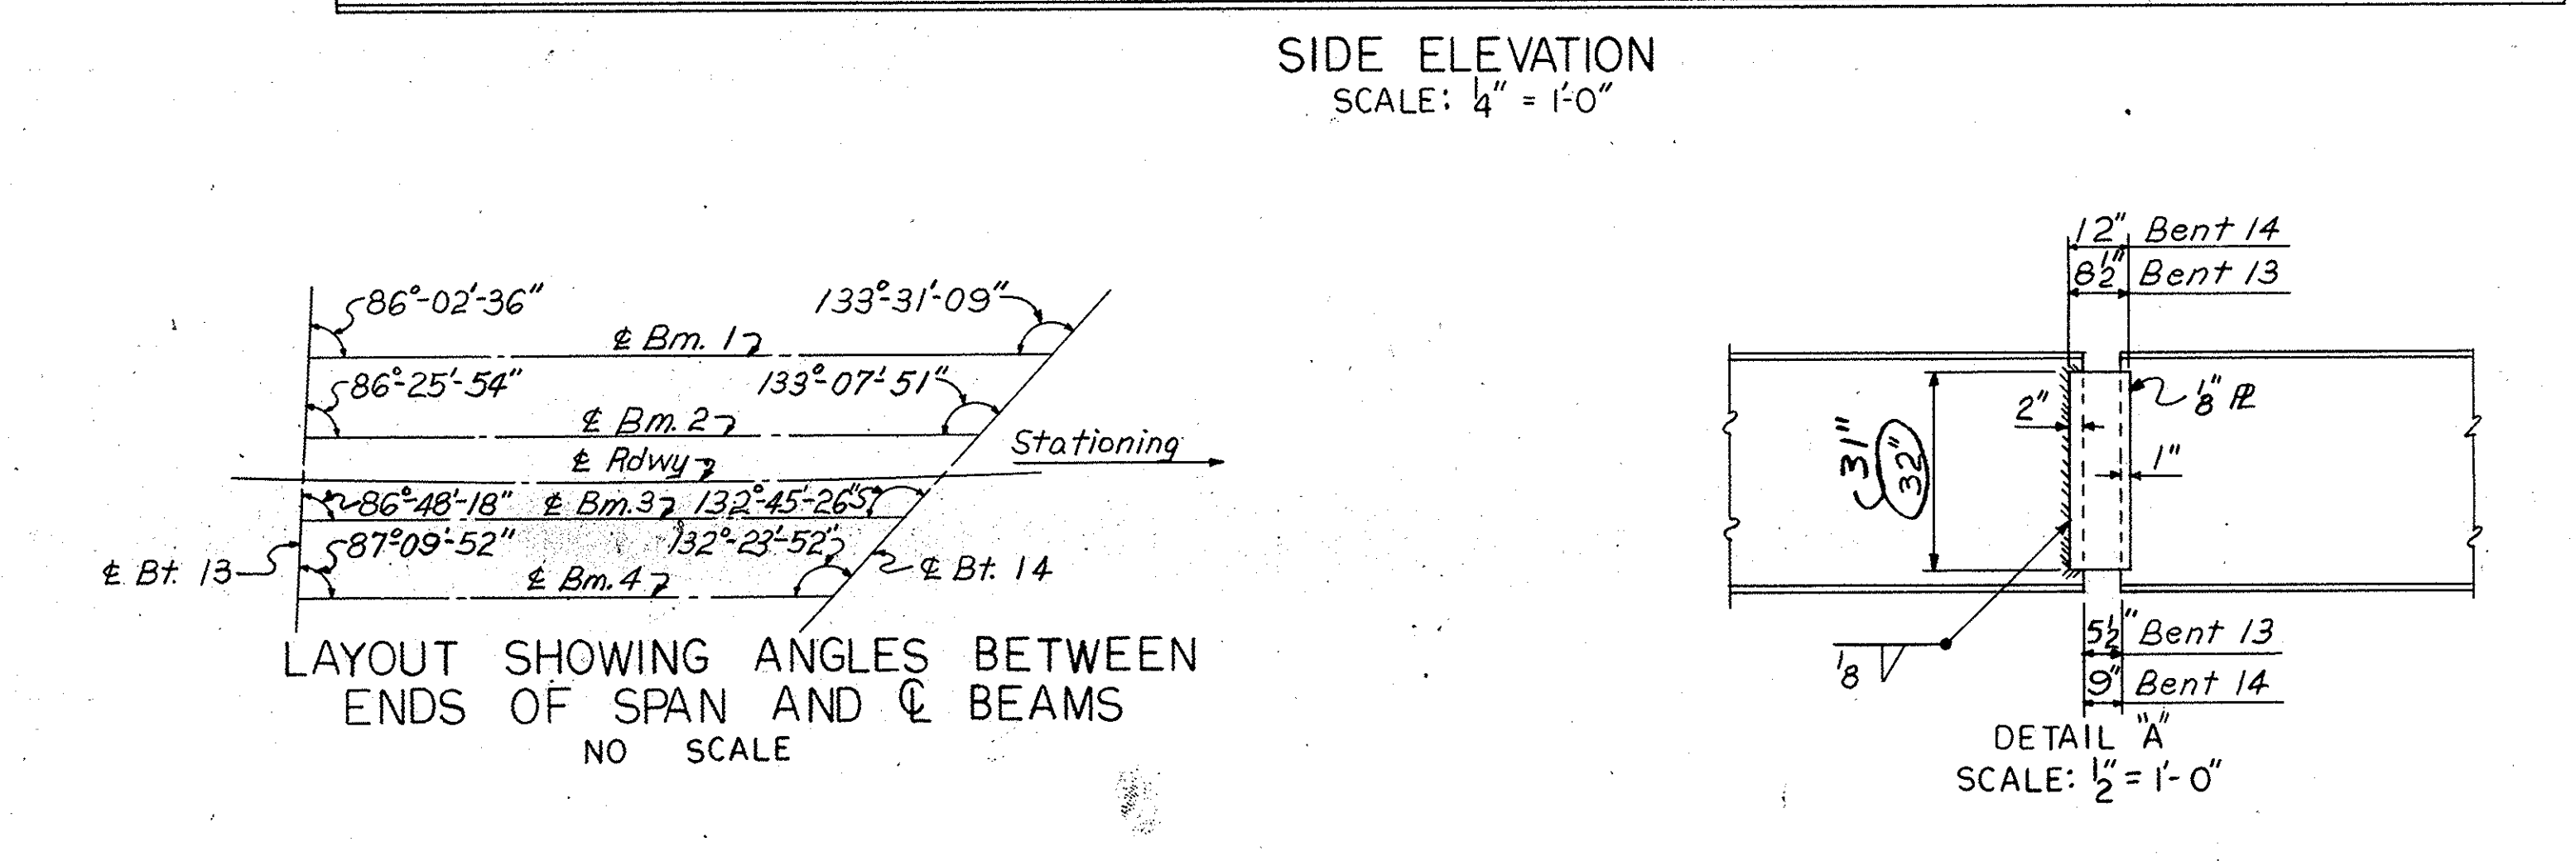 SIDE ELEVATION
SCALE: 1/4" = 1'-0"
86°-02'-36"
133°-31'-09"
℄ Bm. 1
86°-25'-54"
133°-07'-51"
℄ Bm. 2
Stationing
℄ Rdwy
86°-48'-18"
℄ Bm. 3
132°-45'-26"
87°-09'-52"
132°-23'-52"
℄ Bt. 13
℄ Bm. 4
℄ Bt. 14
LAYOUT SHOWING ANGLES BETWEEN
ENDS OF SPAN AND ℄ BEAMS
NO SCALE
12" Bent 14
8 1/2" Bent 13
1/8" ℙL
2"
31"
32"
1"
1/8
5 1/2" Bent 13
9" Bent 14
DETAIL "A"
SCALE: 1/2" = 1'-0"